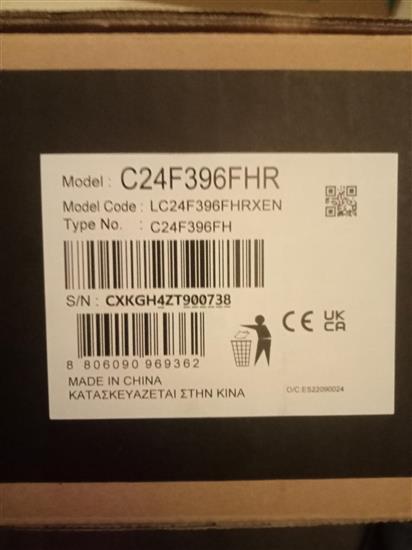 Model : C24F396FHR
Model Code : LC24F396FHRXEN
Type No. : C24F396FH
S/N : CXKGH4ZT900738
CE UK CA
8 806090 969362
MADE IN CHINA
ΚΑΤΑΣΚΕΥΑΖΕΤΑΙ ΣΤΗΝ ΚΙΝΑ
O/C:ES22090024